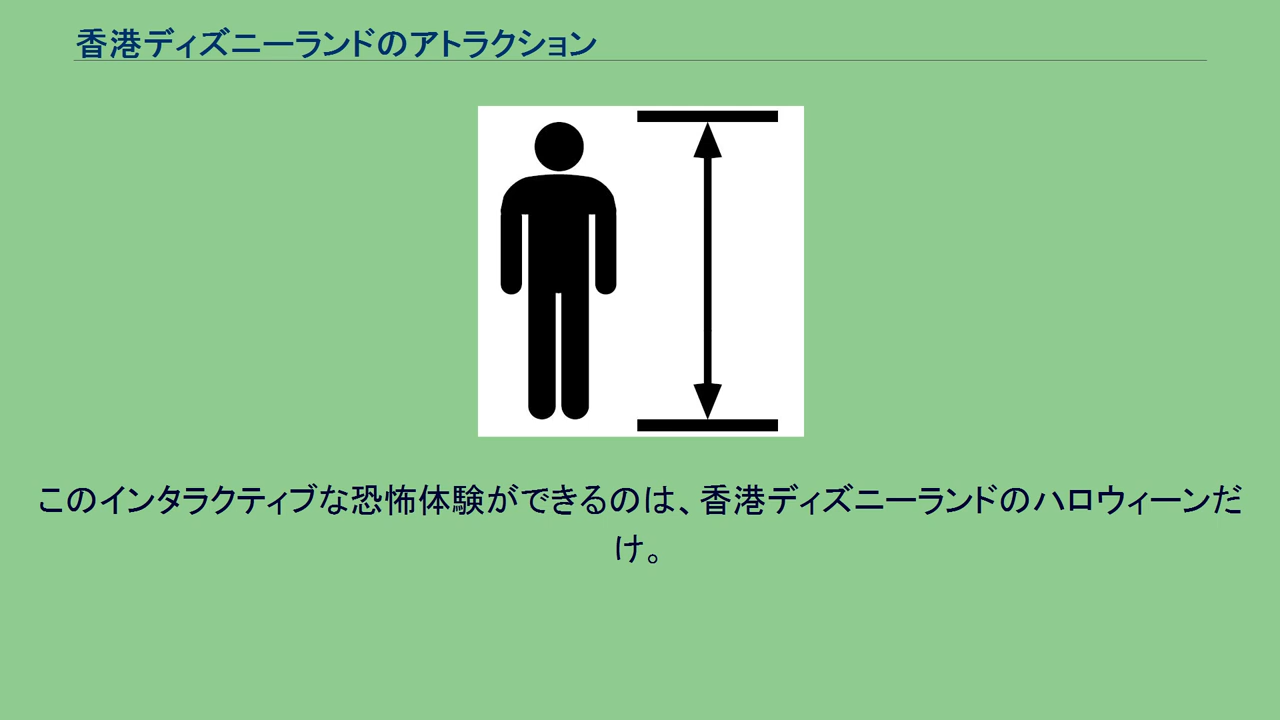 香港ディズニーランドのアトラクション
このインタラクティブな恐怖体験ができるのは、香港ディズニーランドのハロウィーンだ
け。